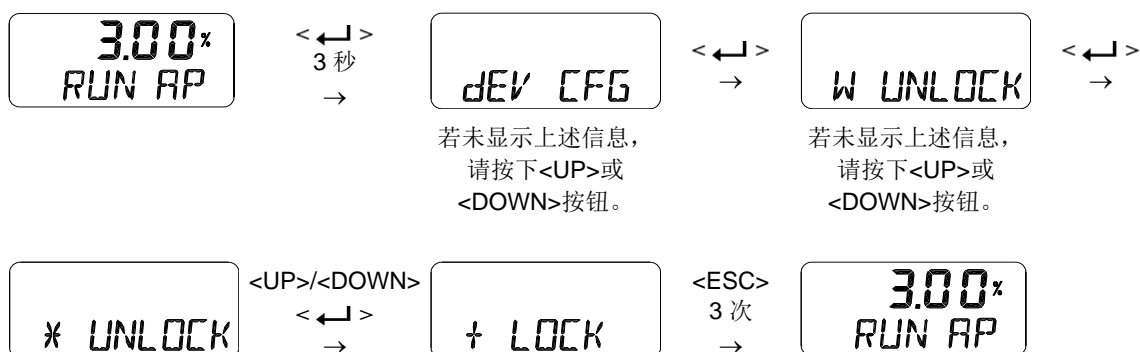 3.00%
RUN AP
< ↵ >
3 秒
→
dEV CFG
若未显示上述信息，
请按下<UP>或
<DOWN>按钮。
< ↵ >
→
W UNLOCK
若未显示上述信息，
请按下<UP>或
<DOWN>按钮。
< ↵ >
→
* UNLOCK
<UP>/<DOWN>
< ↵ >
→
+ LOCK
<ESC>
3 次
→
3.00%
RUN AP